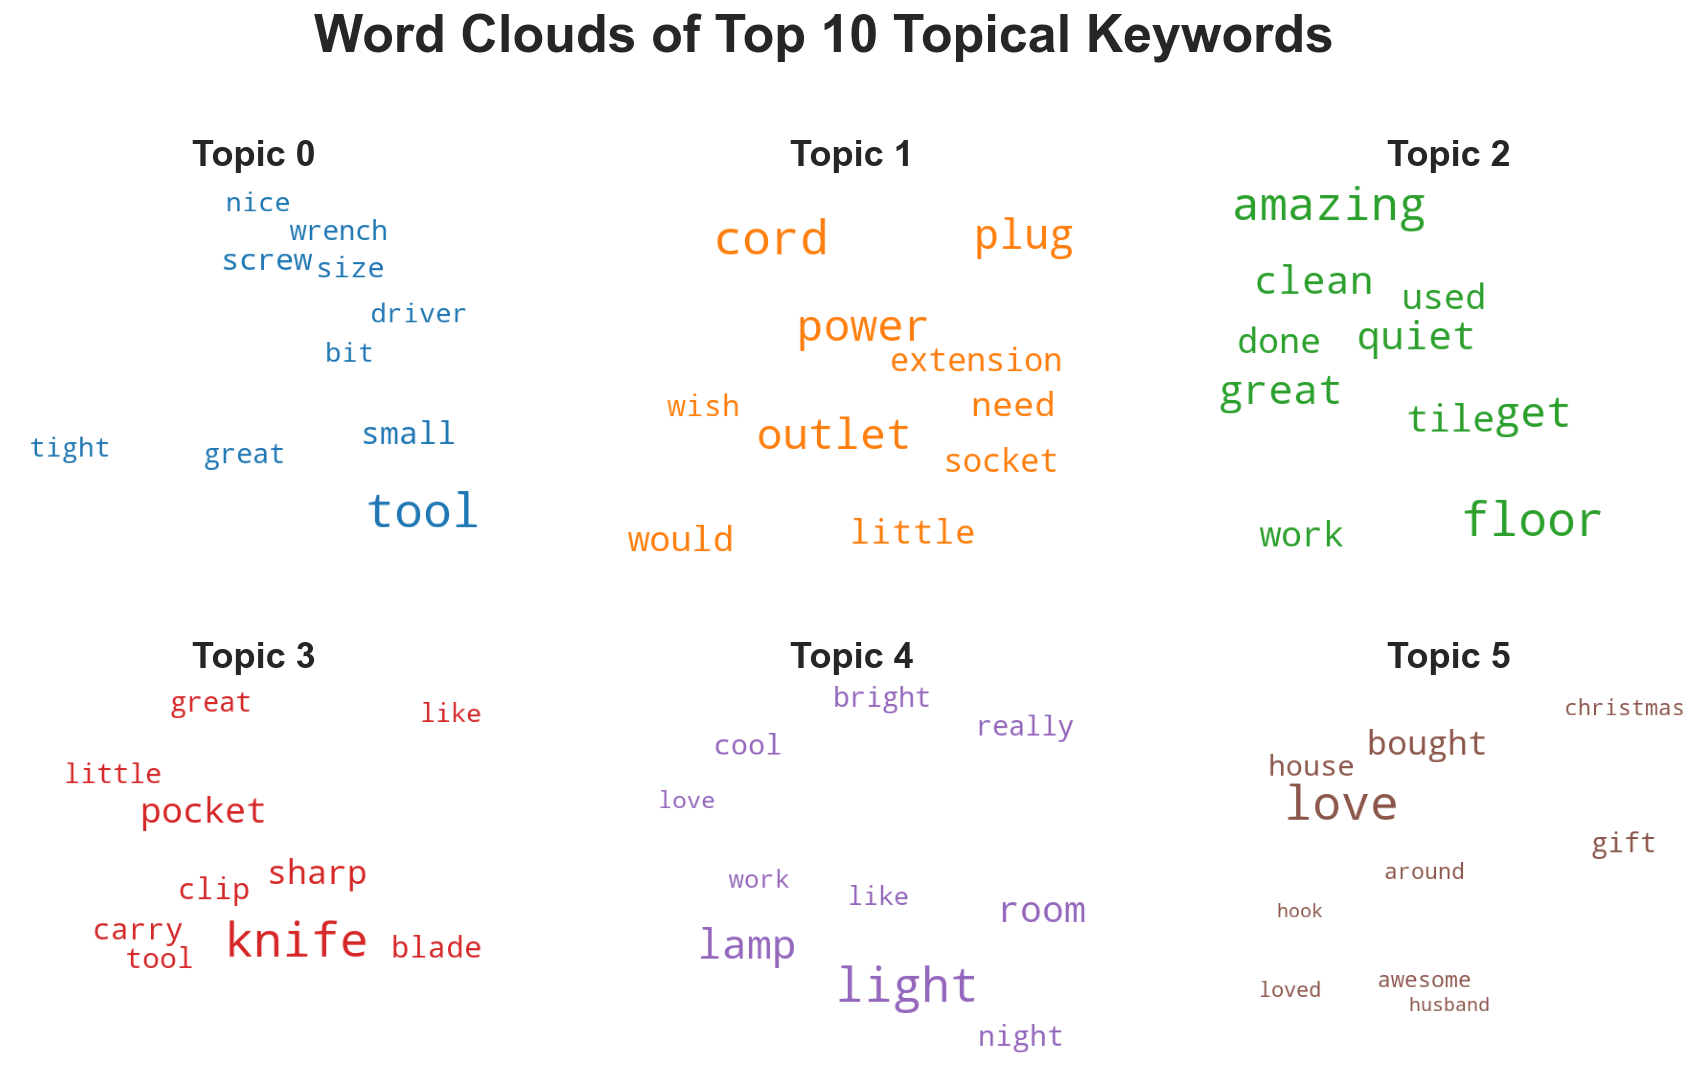 Word Clouds of Top 10 Topical Keywords
Topic 0
nice
wrench
screw size
driver
bit
small
tight great
tool
Topic 1
cord plug
power
extension
wish need
outlet
socket
would little
Topic 2
amazing
clean used
done quiet
great
tile get
work floor
Topic 3
great like
little
pocket
sharp
clip
carry knife blade
tool
Topic 4
bright
really
cool
love
work like
room
lamp
light
night
Topic 5
christmas
bought
house
love
gift
around
hook
awesome
loved
husband